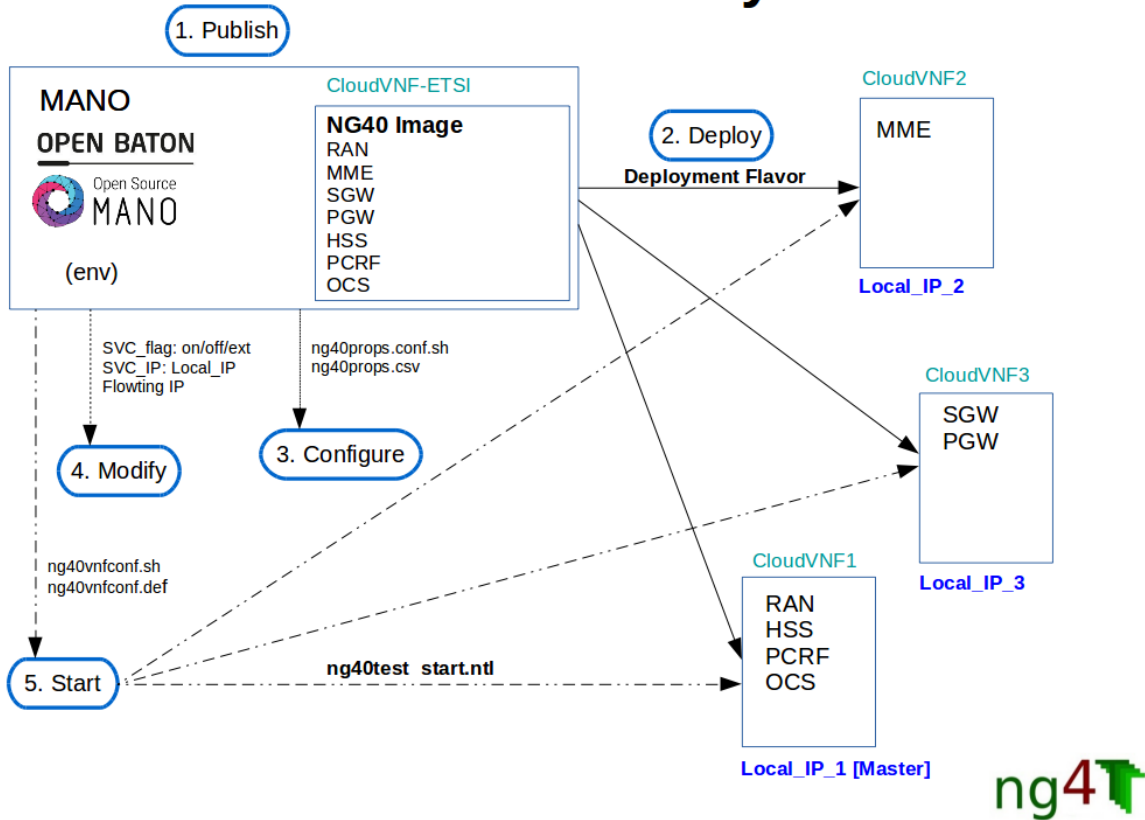 1. Publish
MANO
OPEN BATON
Open Source
MANO
(env)
CloudVNF-ETSI
NG40 Image
RAN
MME
SGW
PGW
HSS
PCRF
OCS
2. Deploy
Deployment Flavor
CloudVNF2
MME
Local_IP_2
SVC_flag: on/off/ext
SVC_IP: Local_IP
Flowting IP
ng40props.conf.sh
ng40props.csv
4. Modify
3. Configure
CloudVNF3
SGW
PGW
Local_IP_3
ng40vnfconf.sh
ng40vnfconf.def
5. Start
ng40test start.ntl
CloudVNF1
RAN
HSS
PCRF
OCS
Local_IP_1 [Master]
ng4T